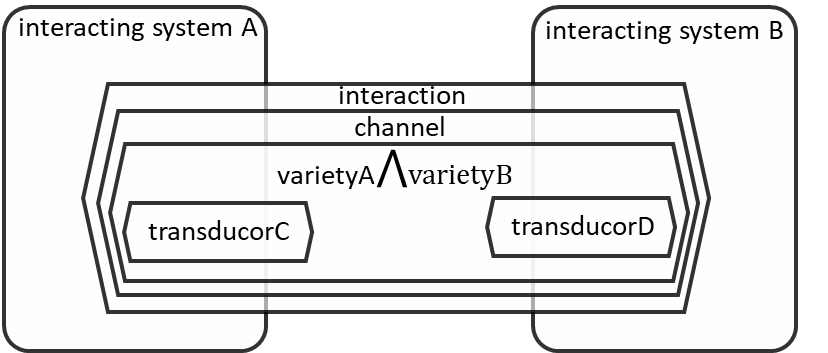 interacting system A
interacting system B
interaction
channel
varietyA⋀varietyB
transducorC
transducorD